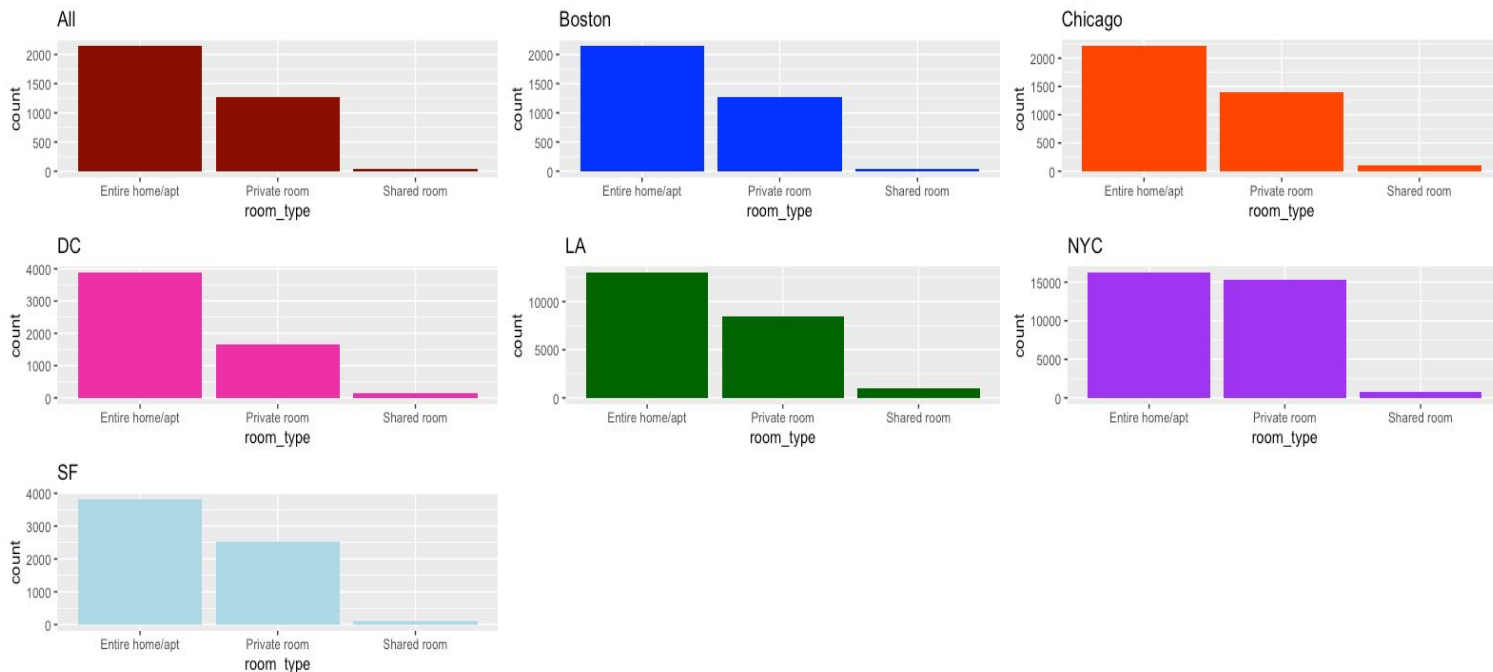 All
count
2000
1500
1000
500
0
Entire home/apt Private room Shared room
room_type
Boston
count
2000
1500
1000
500
0
Entire home/apt Private room Shared room
room_type
Chicago
count
2000
1500
1000
500
0
Entire home/apt Private room Shared room
room_type
DC
count
4000
3000
2000
1000
0
Entire home/apt Private room Shared room
room_type
LA
count
10000
5000
0
Entire home/apt Private room Shared room
room_type
NYC
count
15000
10000
5000
0
Entire home/apt Private room Shared room
room_type
SF
count
4000
3000
2000
1000
0
Entire home/apt Private room Shared room
room_type